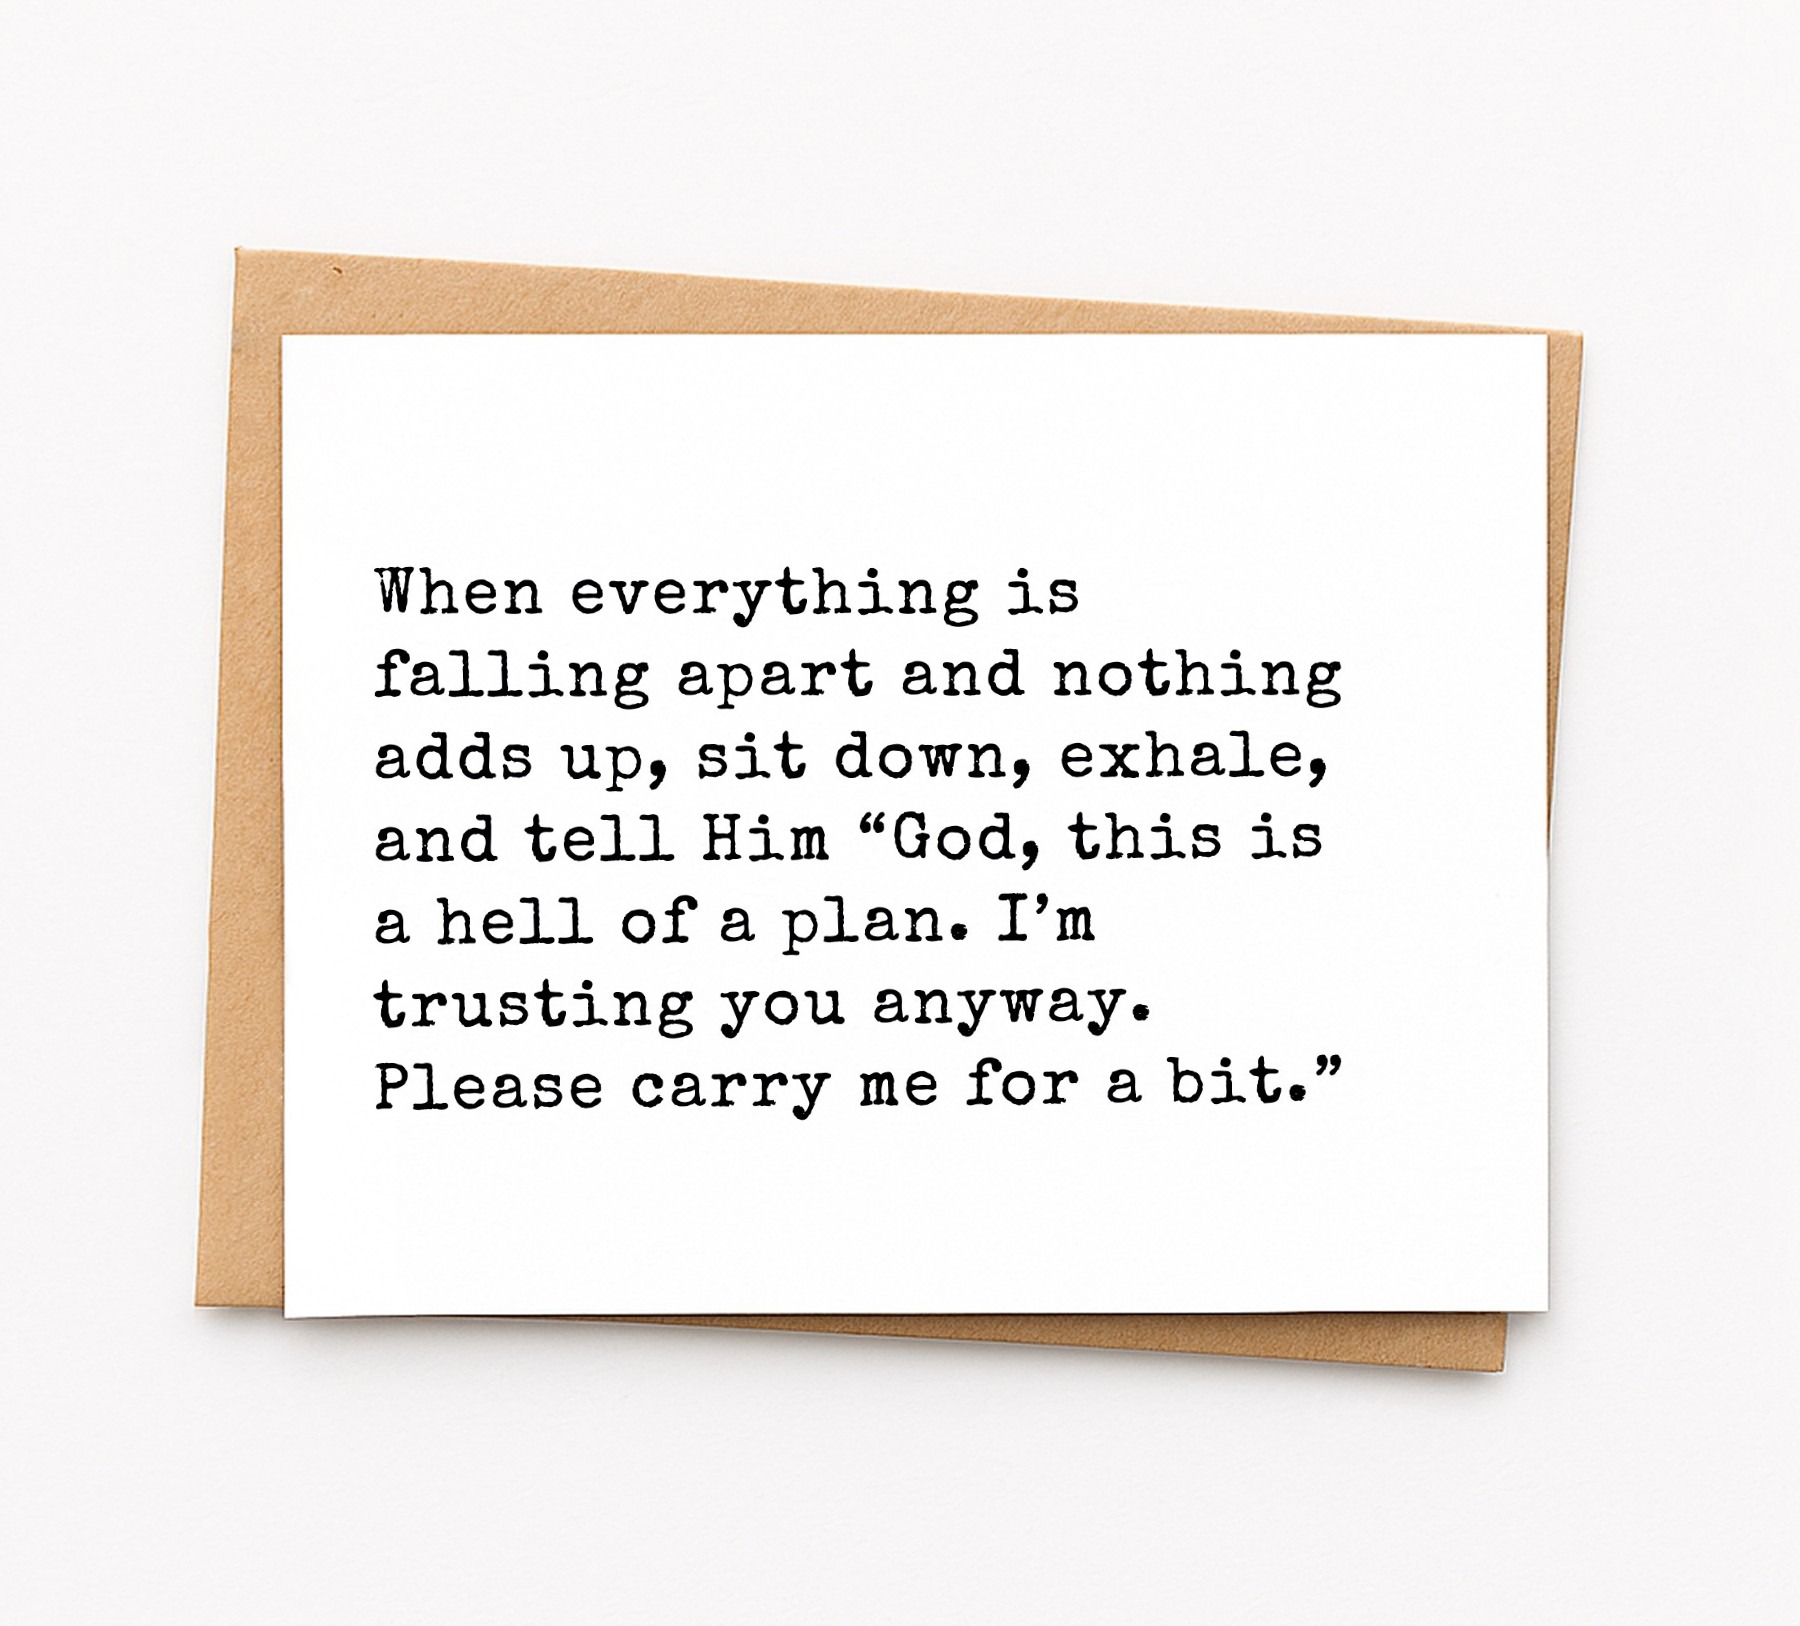 When everything is
falling apart and nothing
adds up, sit down, exhale,
and tell Him “God, this is
a hell of a plan. I’m
trusting you anyway.
Please carry me for a bit.”